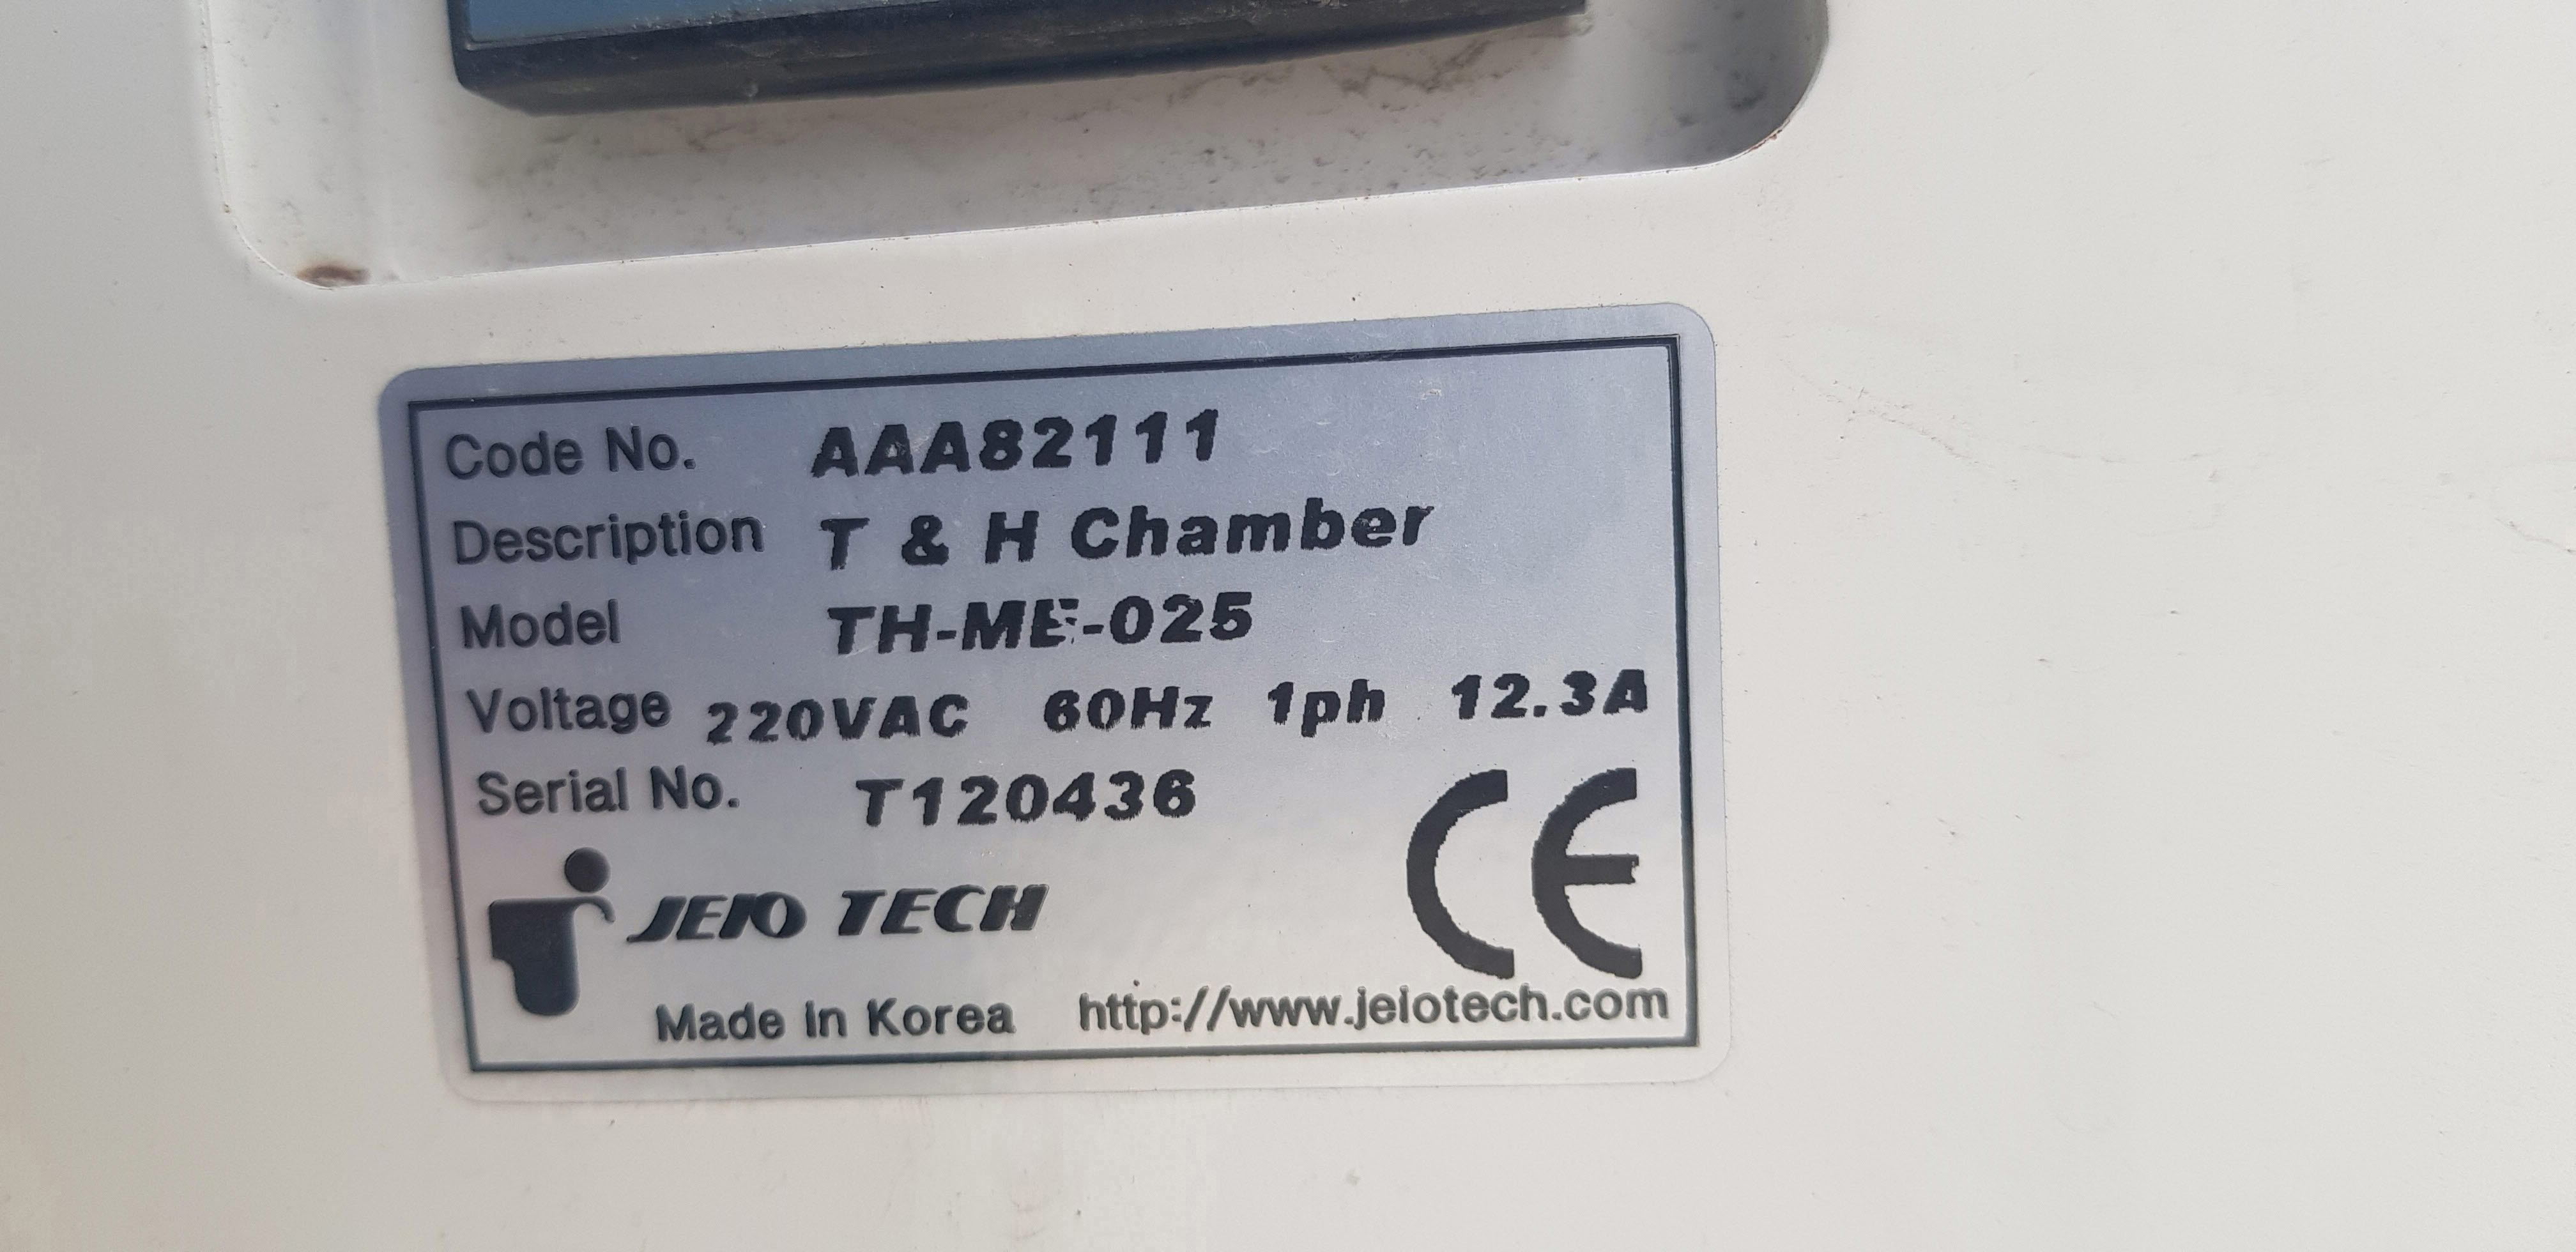 Code No. AAA82111
Description T & H Chamber
Model TH-ME-025
Voltage 220VAC 60Hz 1ph 12.3A
Serial No. T120436
CE
JEIO TECH
Made in Korea http://www.jeiotech.com